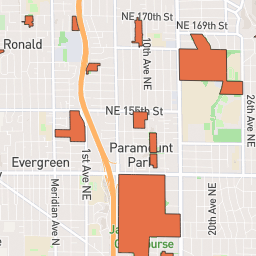 NE 170th St
NE 169th St
Ronald
10th Ave NE
26th Ave NE
NE 155th St
Paramount
Park
Evergreen
1st Ave NE
Meridian Ave N
20th Ave NE